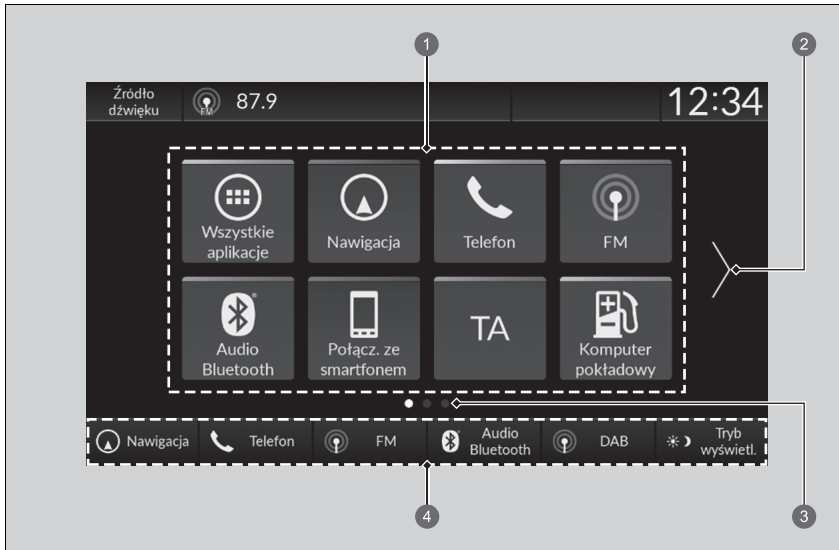 1
2
Źródło
dźwięku
FM
87.9
12:34
Wszystkie
aplikacje
Nawigacja
Telefon
FM
Audio
Bluetooth
Połącz. ze
smartfonem
TA
Komputer
pokładowy
Nawigacja
Telefon
FM
Audio
Bluetooth
DAB
Tryb
wyświetl.
4
3